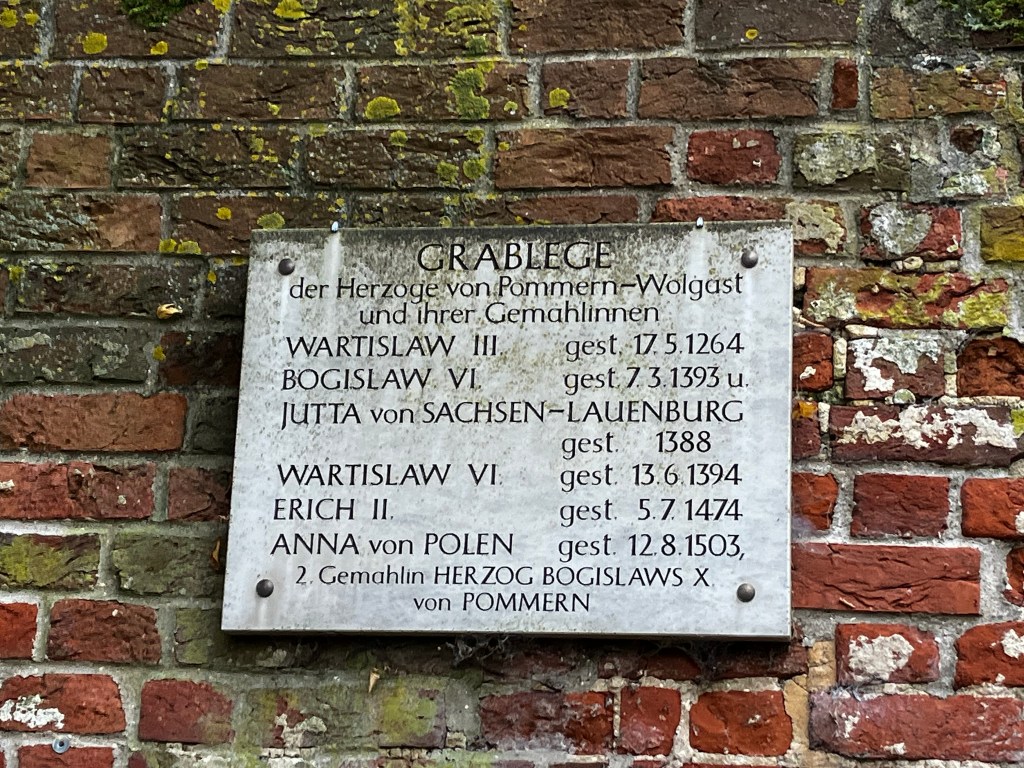 GRABLEGE
der Herzoge von Pommern-Wolgast
und ihrer Gemahlinnen
WARTISLAW III. gest. 17.5.1264
BOGISLAW VI. gest. 7.3.1393 u.
JUTTA von SACHSEN-LAUENBURG
gest. 1388
WARTISLAW VI. gest. 13.6.1394
ERICH II. gest. 5.7.1474
ANNA von POLEN gest. 12.8.1503,
2. Gemahlin HERZOG BOGISLAWS X.
von POMMERN